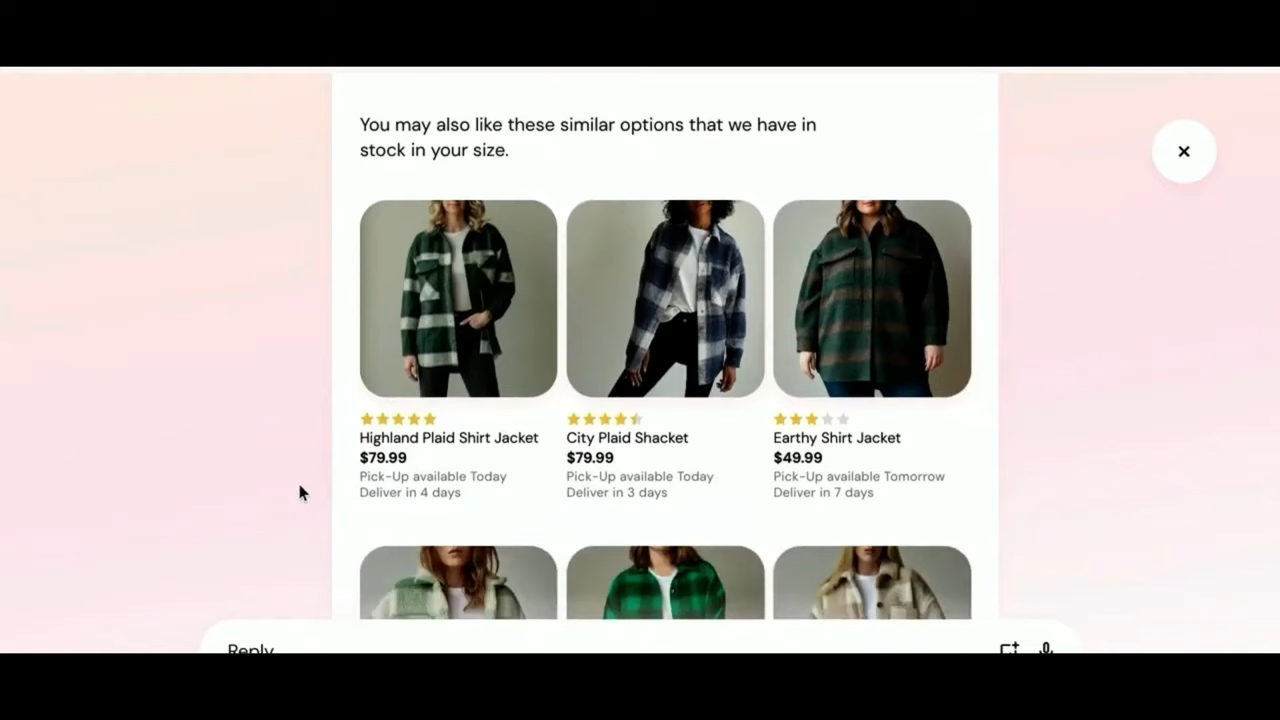 You may also like these similar options that we have in
stock in your size.
Highland Plaid Shirt Jacket
$79.99
Pick-Up available Today
Deliver in 4 days
City Plaid Shacket
$79.99
Pick-Up available Today
Deliver in 3 days
Earthy Shirt Jacket
$49.99
Pick-Up available Tomorrow
Deliver in 7 days
Reply